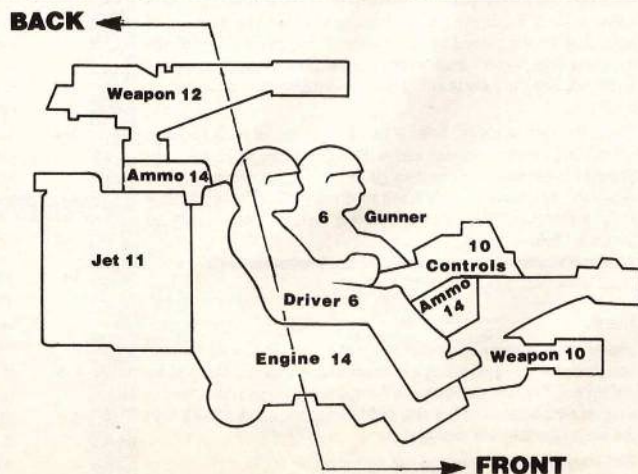 BACK
Weapon 12
Ammo 14
6 Gunner
Jet 11
10
Controls
Driver 6
Ammo
14
Engine 14
Weapon 10
FRONT